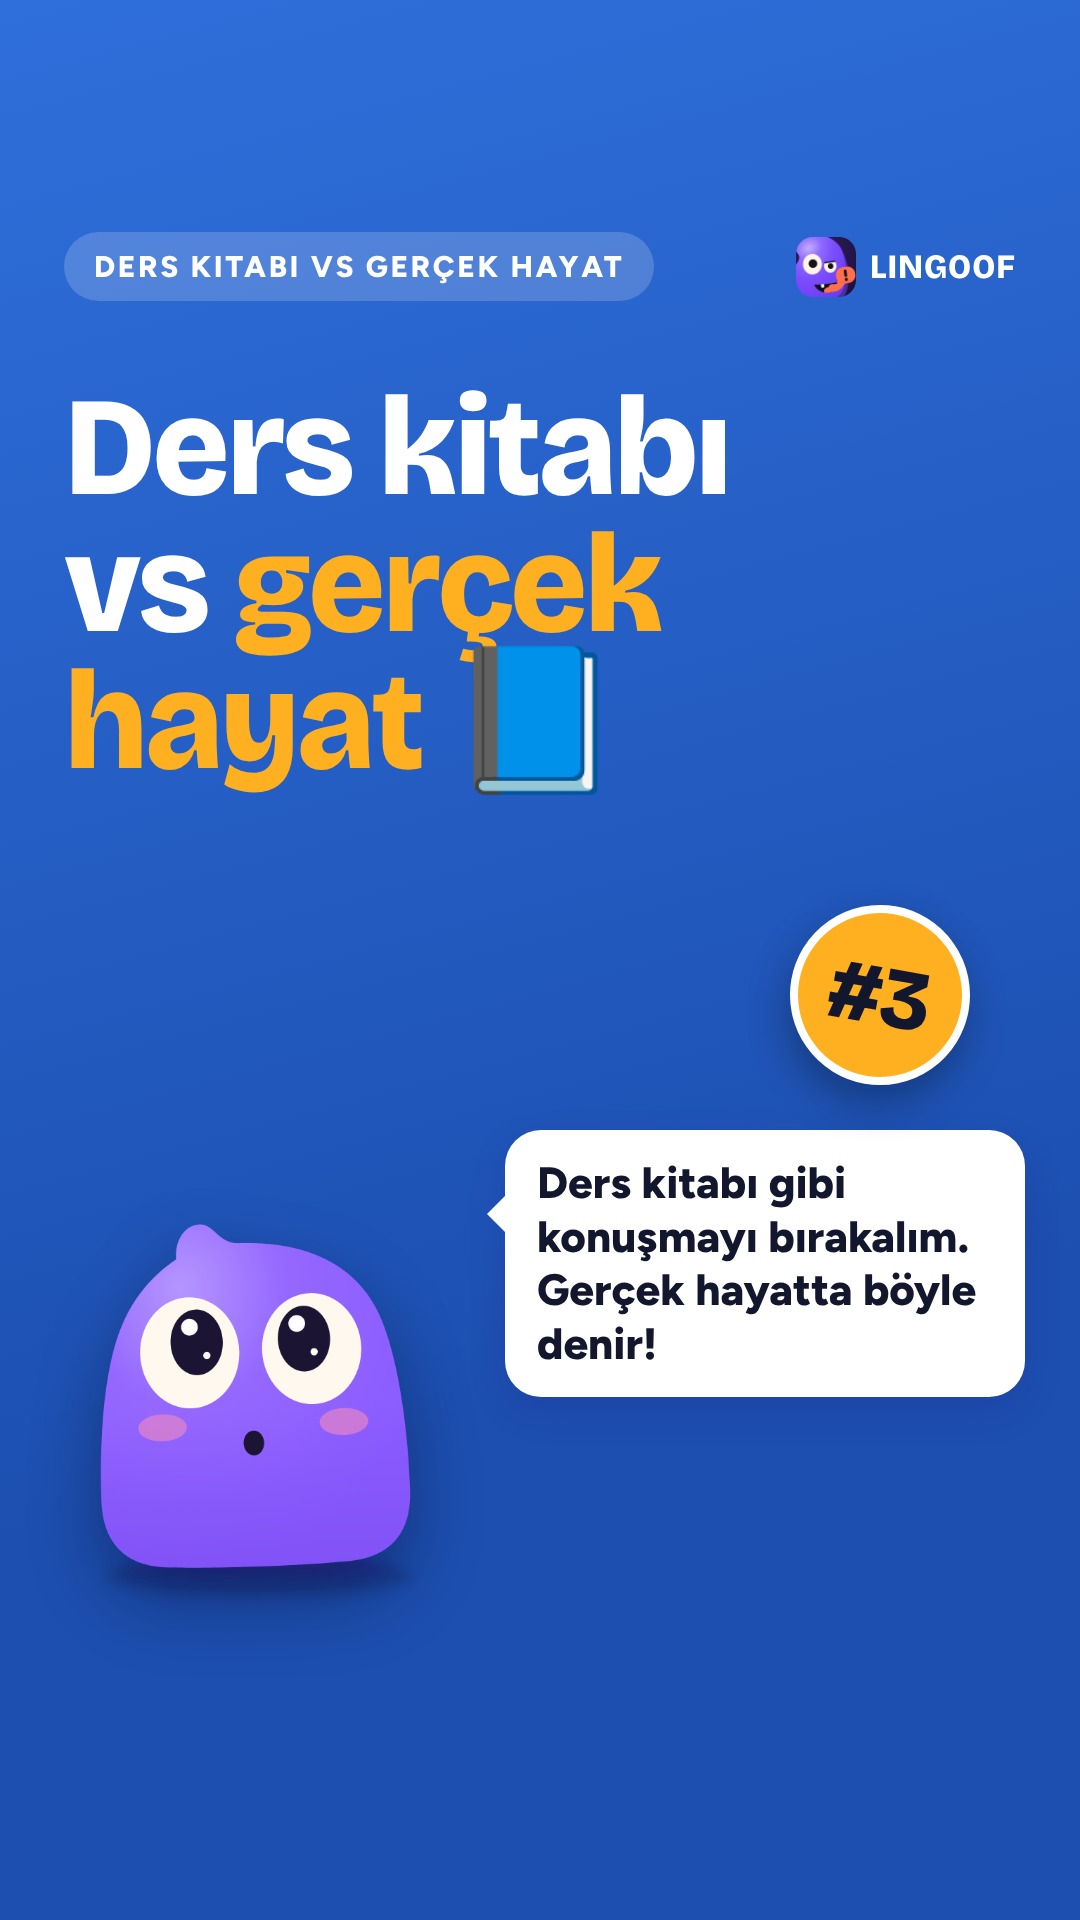 DERS KITABI VS GERÇEK HAYAT
LINGOOF
Ders kitabı
vs gerçek
hayat 📘
#3
Ders kitabı gibi
konuşmayı bırakalım.
Gerçek hayatta böyle
denir!